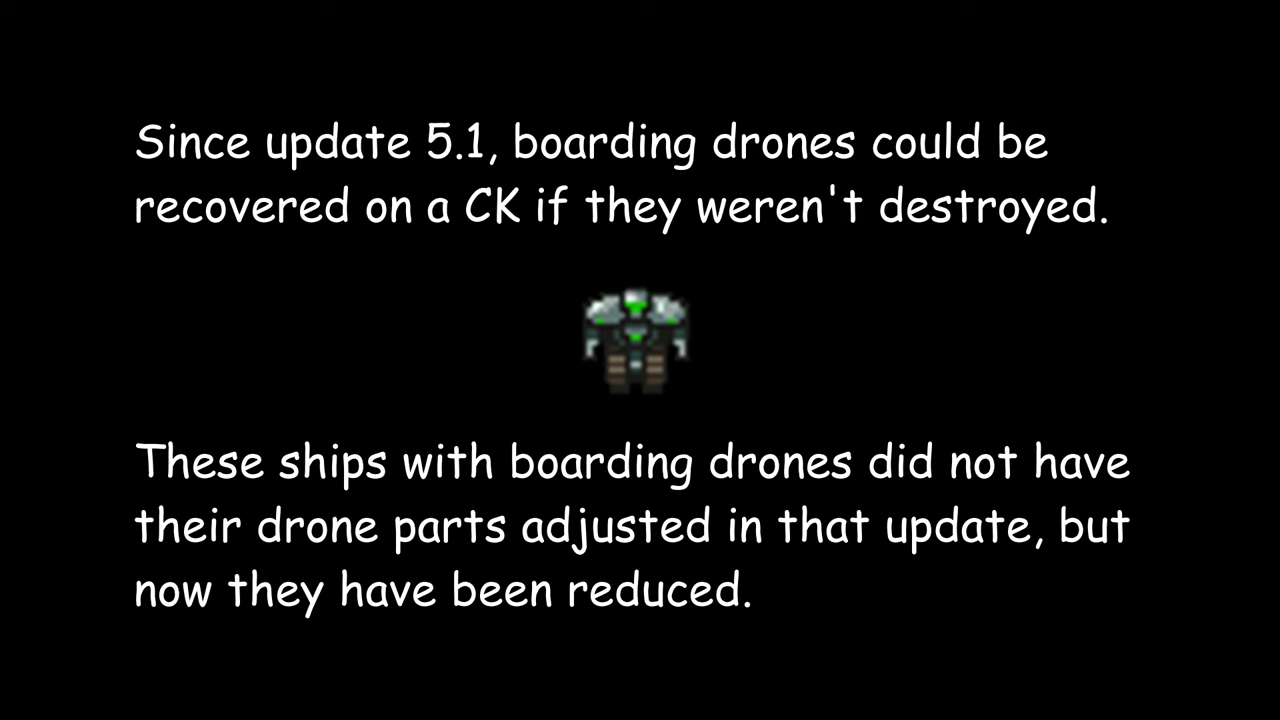 Since update 5.1, boarding drones could be
recovered on a CK if they weren't destroyed.
These ships with boarding drones did not have
their drone parts adjusted in that update, but
now they have been reduced.